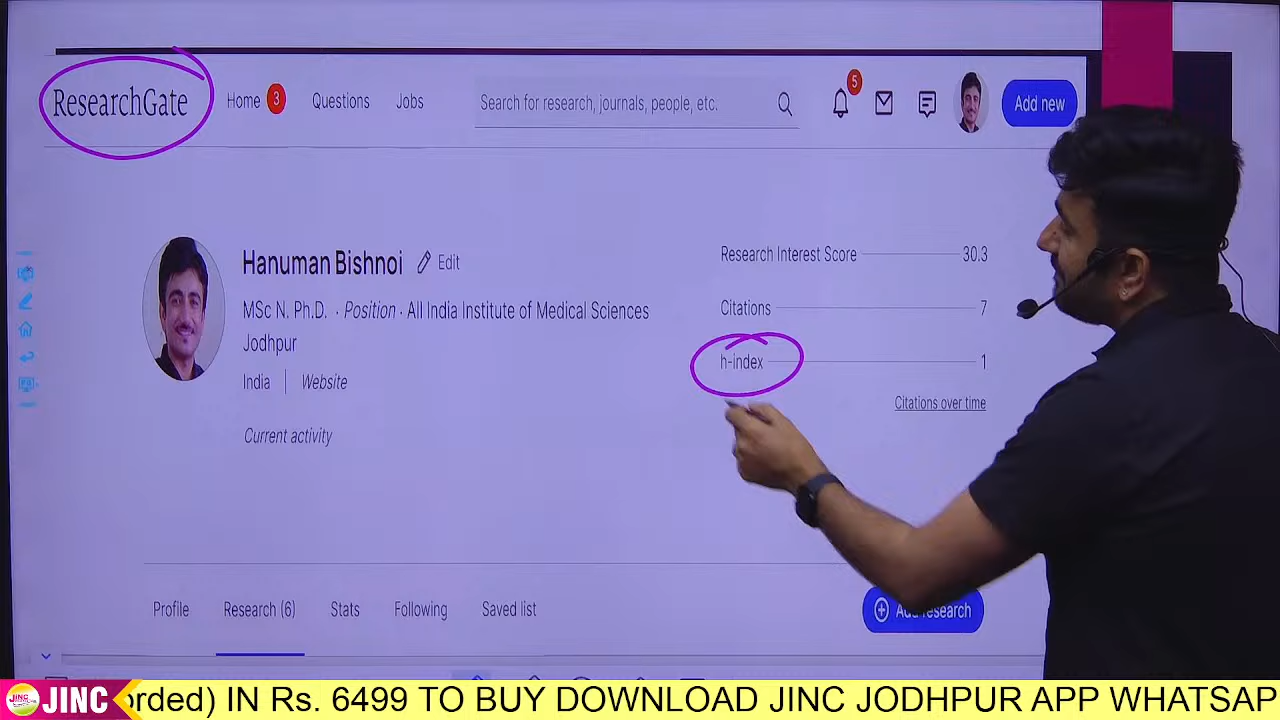 ResearchGate Home 3 Questions Jobs Search for research, journals, people, etc. 5 Add new
Hanuman Bishnoi Edit
MSc N. Ph.D. · Position · All India Institute of Medical Sciences
Jodhpur
India Website
Current activity
Research Interest Score 30.3
Citations 7
h-index 1
Citations over time
Profile Research (6) Stats Following Saved list
Add research
JINC orded) IN Rs. 6499 TO BUY DOWNLOAD JINC JODHPUR APP WHATSAP